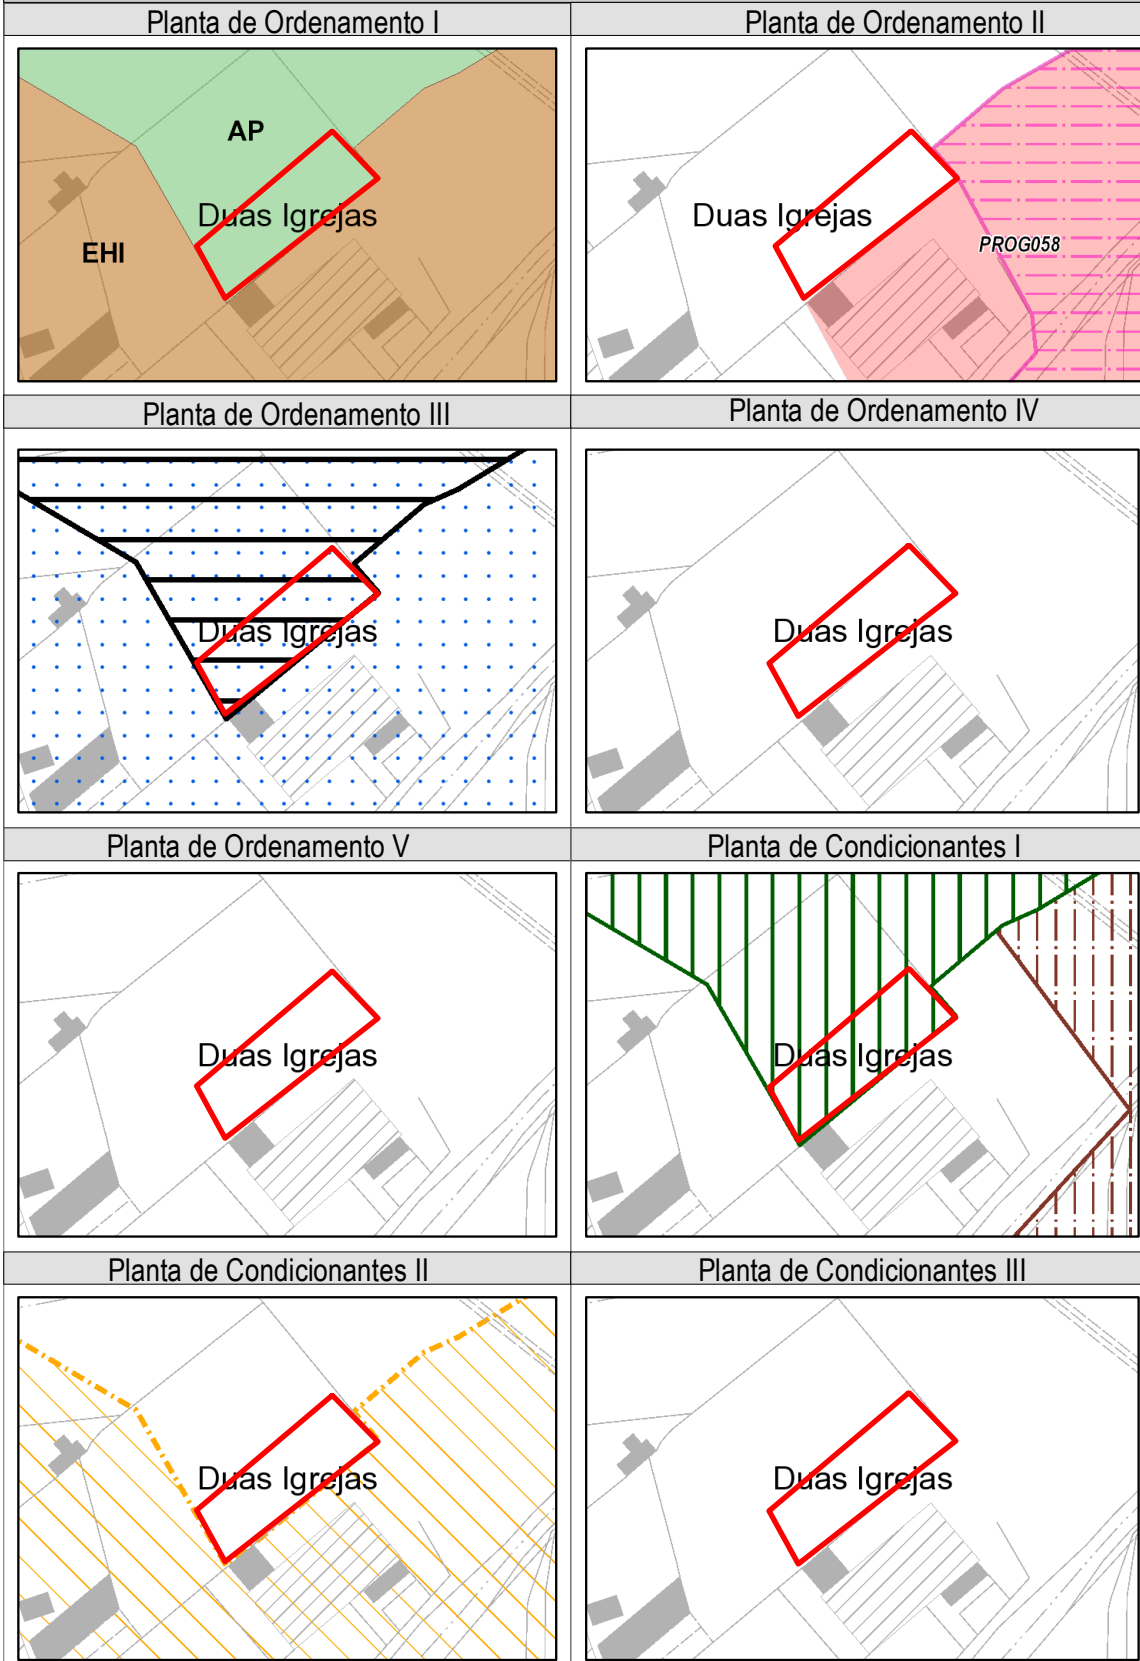 Planta de Ordenamento I
Planta de Ordenamento II
AP
Duas Igrejas
EHI
Duas Igrejas
PROG058
Planta de Ordenamento III
Planta de Ordenamento IV
Duas Igrejas
Duas Igrejas
Planta de Ordenamento V
Planta de Condicionantes I
Duas Igrejas
Duas Igrejas
Planta de Condicionantes II
Planta de Condicionantes III
Duas Igrejas
Duas Igrejas